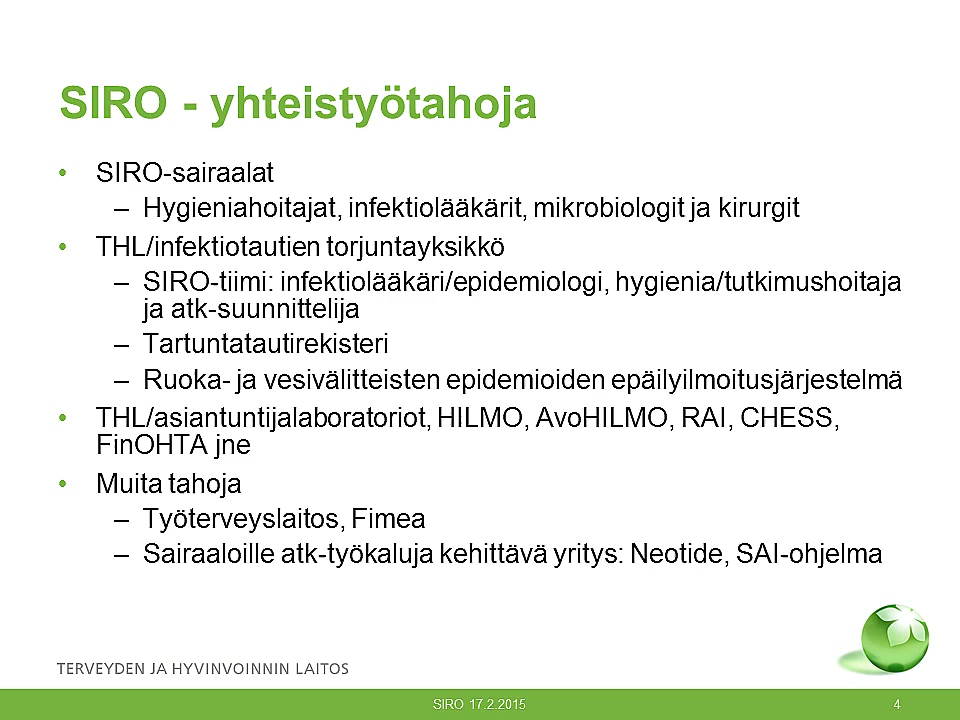 SIRO - yhteistyötahoja
• SIRO-sairaalat
– Hygieniahoitajat, infektiolääkärit, mikrobiologit ja kirurgit
• THL/infektiotautien torjuntayksikkö
– SIRO-tiimi: infektiolääkäri/epidemiologi, hygienia/tutkimushoitaja
ja atk-suunnittelija
– Tartuntatautirekisteri
– Ruoka- ja vesivälitteisten epidemioiden epäilyilmoitusjärjestelmä
• THL/asiantuntijalaboratoriot, HILMO, AvoHILMO, RAI, CHESS,
FinOHTA jne
• Muita tahoja
– Työterveyslaitos, Fimea
– Sairaaloille atk-työkaluja kehittävä yritys: Neotide, SAI-ohjelma
TERVEYDEN JA HYVINVOINNIN LAITOS
SIRO 17.2.2015 4